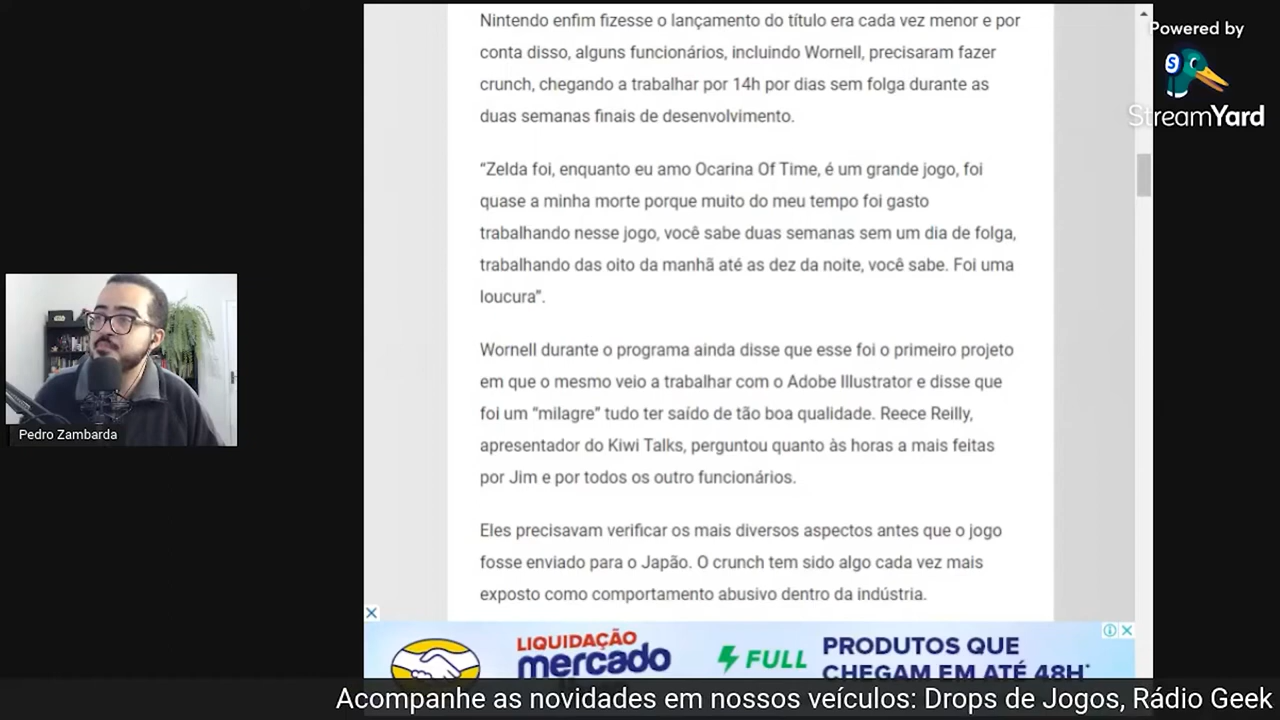 Nintendo enfim fizesse o lançamento do título era cada vez menor e por
conta disso, alguns funcionários, incluindo Wornell, precisaram fazer
crunch, chegando a trabalhar por 14h por dias sem folga durante as
duas semanas finais de desenvolvimento.
“Zelda foi, enquanto eu amo Ocarina Of Time, é um grande jogo, foi
quase a minha morte porque muito do meu tempo foi gasto
trabalhando nesse jogo, você sabe duas semanas sem um dia de folga,
trabalhando das oito da manhã até as dez da noite, você sabe. Foi uma
loucura”.
Wornell durante o programa ainda disse que esse foi o primeiro projeto
em que o mesmo veio a trabalhar com o Adobe Illustrator e disse que
foi um “milagre” tudo ter saído de tão boa qualidade. Reece Reilly,
apresentador do Kiwi Talks, perguntou quanto às horas a mais feitas
por Jim e por todos os outro funcionários.
Eles precisavam verificar os mais diversos aspectos antes que o jogo
fosse enviado para o Japão. O crunch tem sido algo cada vez mais
exposto como comportamento abusivo dentro da indústria.
LIQUIDAÇÃO
mercado
FULL
PRODUTOS QUE
CHEGAM EM ATÉ 48H*
Powered by
S
StreamYard
Pedro Zambarda
Acompanhe as novidades em nossos veículos: Drops de Jogos, Rádio Geek